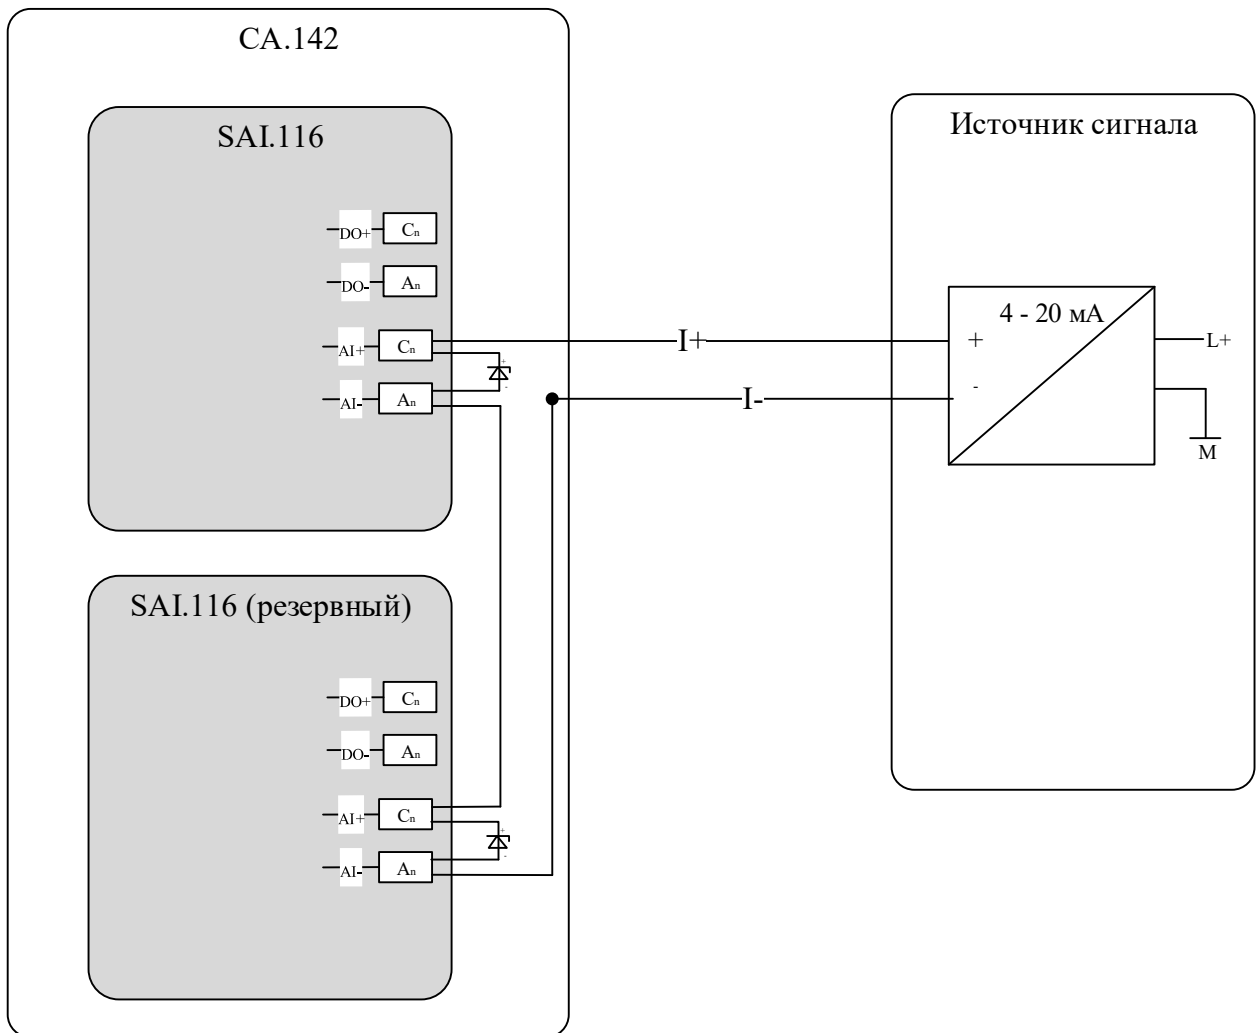 CA.142
SAI.116
Источник сигнала
DO+ Cn
DO- An
4 - 20 мА
AI+ Cn + I+ + L+
- -
AI- An I-
M
SAI.116 (резервный)
DO+ Cn
DO- An
AI+ Cn
+
-
AI- An